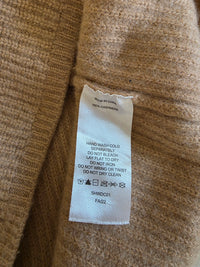 HAND WASH COLD
SEPARATELY
DO NOT BLEACH
LAY FLAT TO DRY
DO NOT IRON
DO NOT WRING OR TWIST
DO NOT DRY CLEAN
FAG2